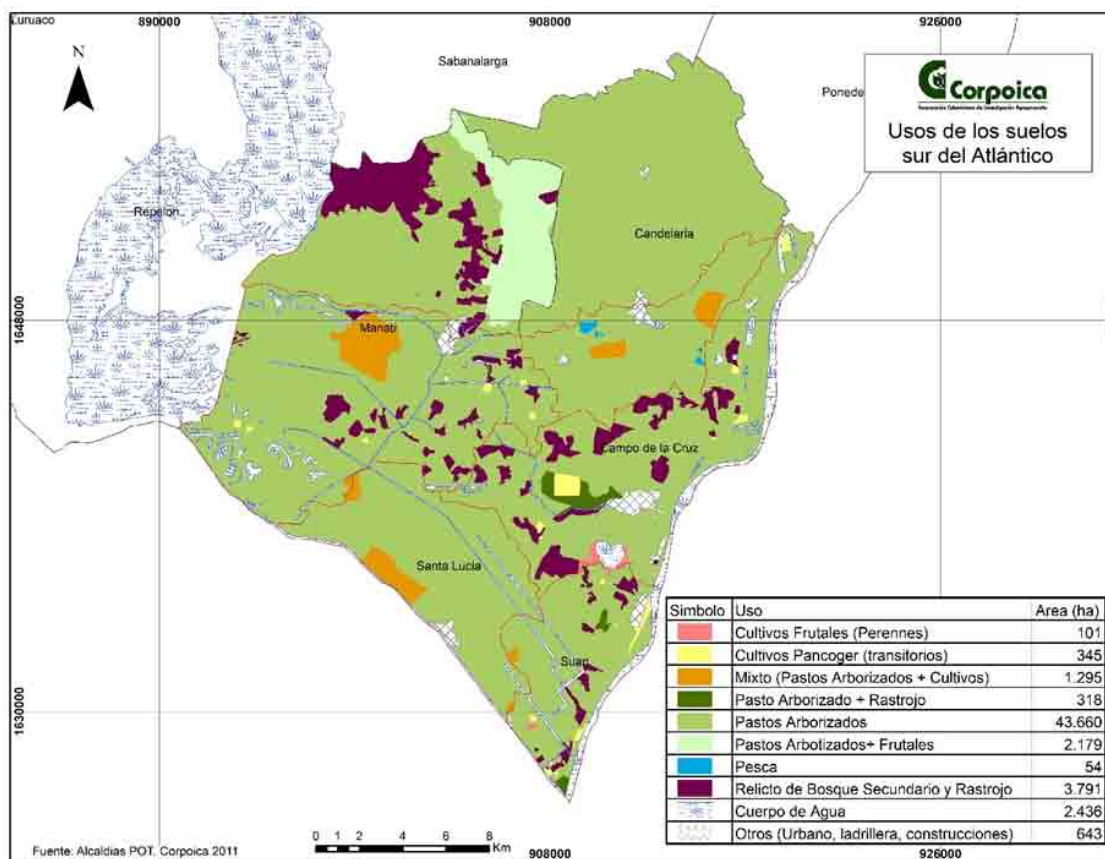 Luruaco
890000
908000
926000
N
Sabanalarga
Ponede
Corpoica
Usos de los suelos
sur del Atlántico
Repelon
Candelaria
1648000
Manatí
Campo de la Cruz
Santa Lucia
Suan
1630000
Simbolo Uso Area (ha)
Cultivos Frutales (Perennes) 101
Cultivos Pancoger (transitorios) 345
Mixto (Pastos Arborizados + Cultivos) 1.295
Pasto Arborizado + Rastrojo 318
Pastos Arborizados 43.660
Pastos Arbotizados+ Frutales 2.179
Pesca 54
Relicto de Bosque Secundario y Rastrojo 3.791
Cuerpo de Agua 2.436
Otros (Urbano, ladrillera, construcciones) 643
Fuente: Alcaldias POT, Corpoica 2011
0 1 2 4 6 8
Km
908000
926000